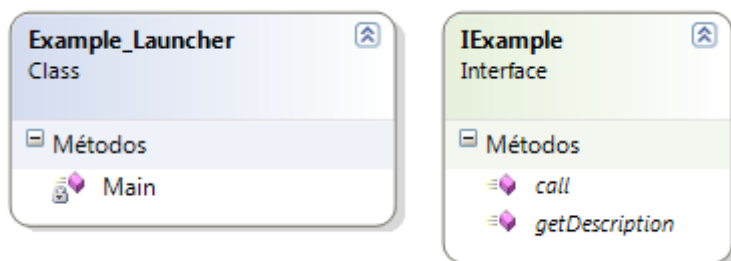 Example_Launcher
Class
Métodos
Main
IExample
Interface
Métodos
call
getDescription